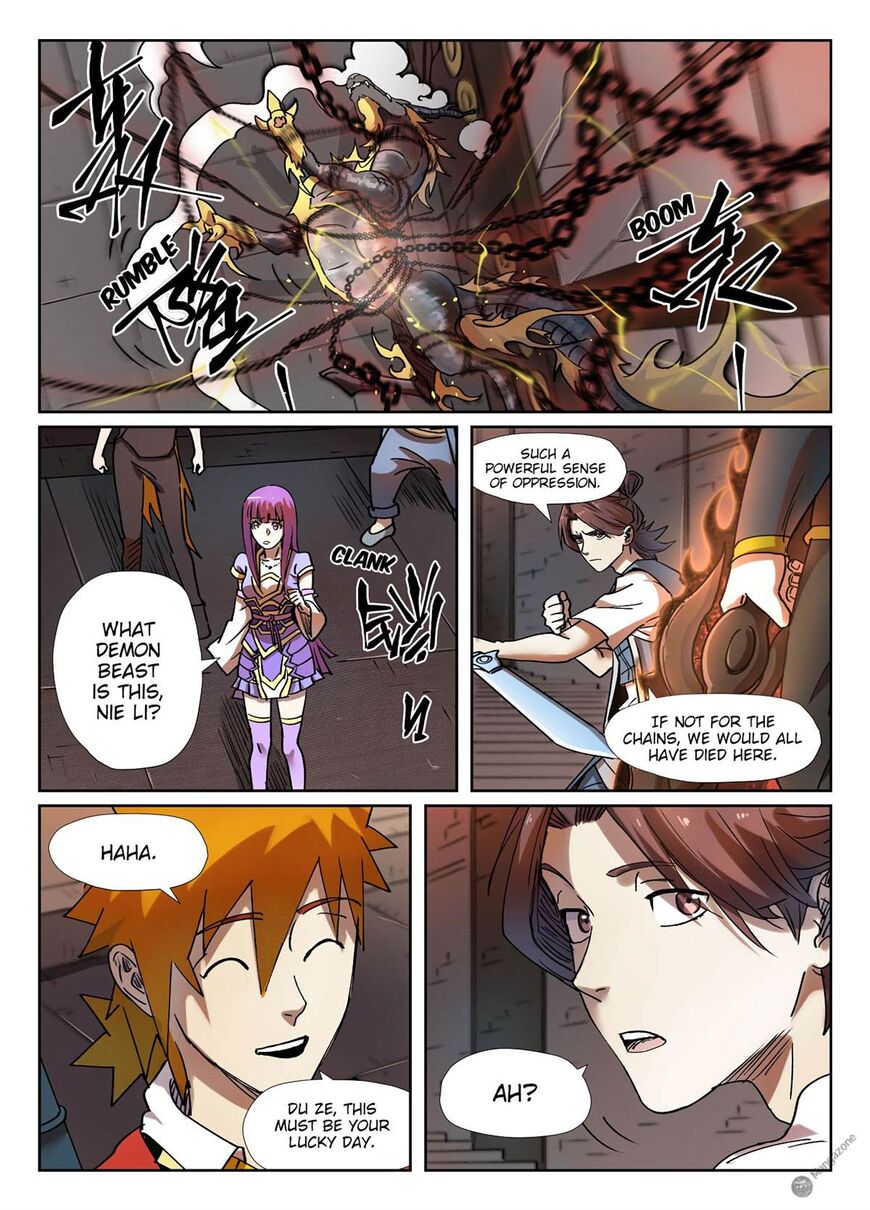 RUMBLE
BOOM
WHAT
DEMON
BEAST
IS THIS,
NIE LI?
CLANK
SUCH A
POWERFUL SENSE
OF OPPRESSION.
IF NOT FOR THE
CHAINS, WE WOULD ALL
HAVE DIED HERE.
HAHA.
DU ZE, THIS
MUST BE YOUR
LUCKY DAY.
AH?
Mangazone